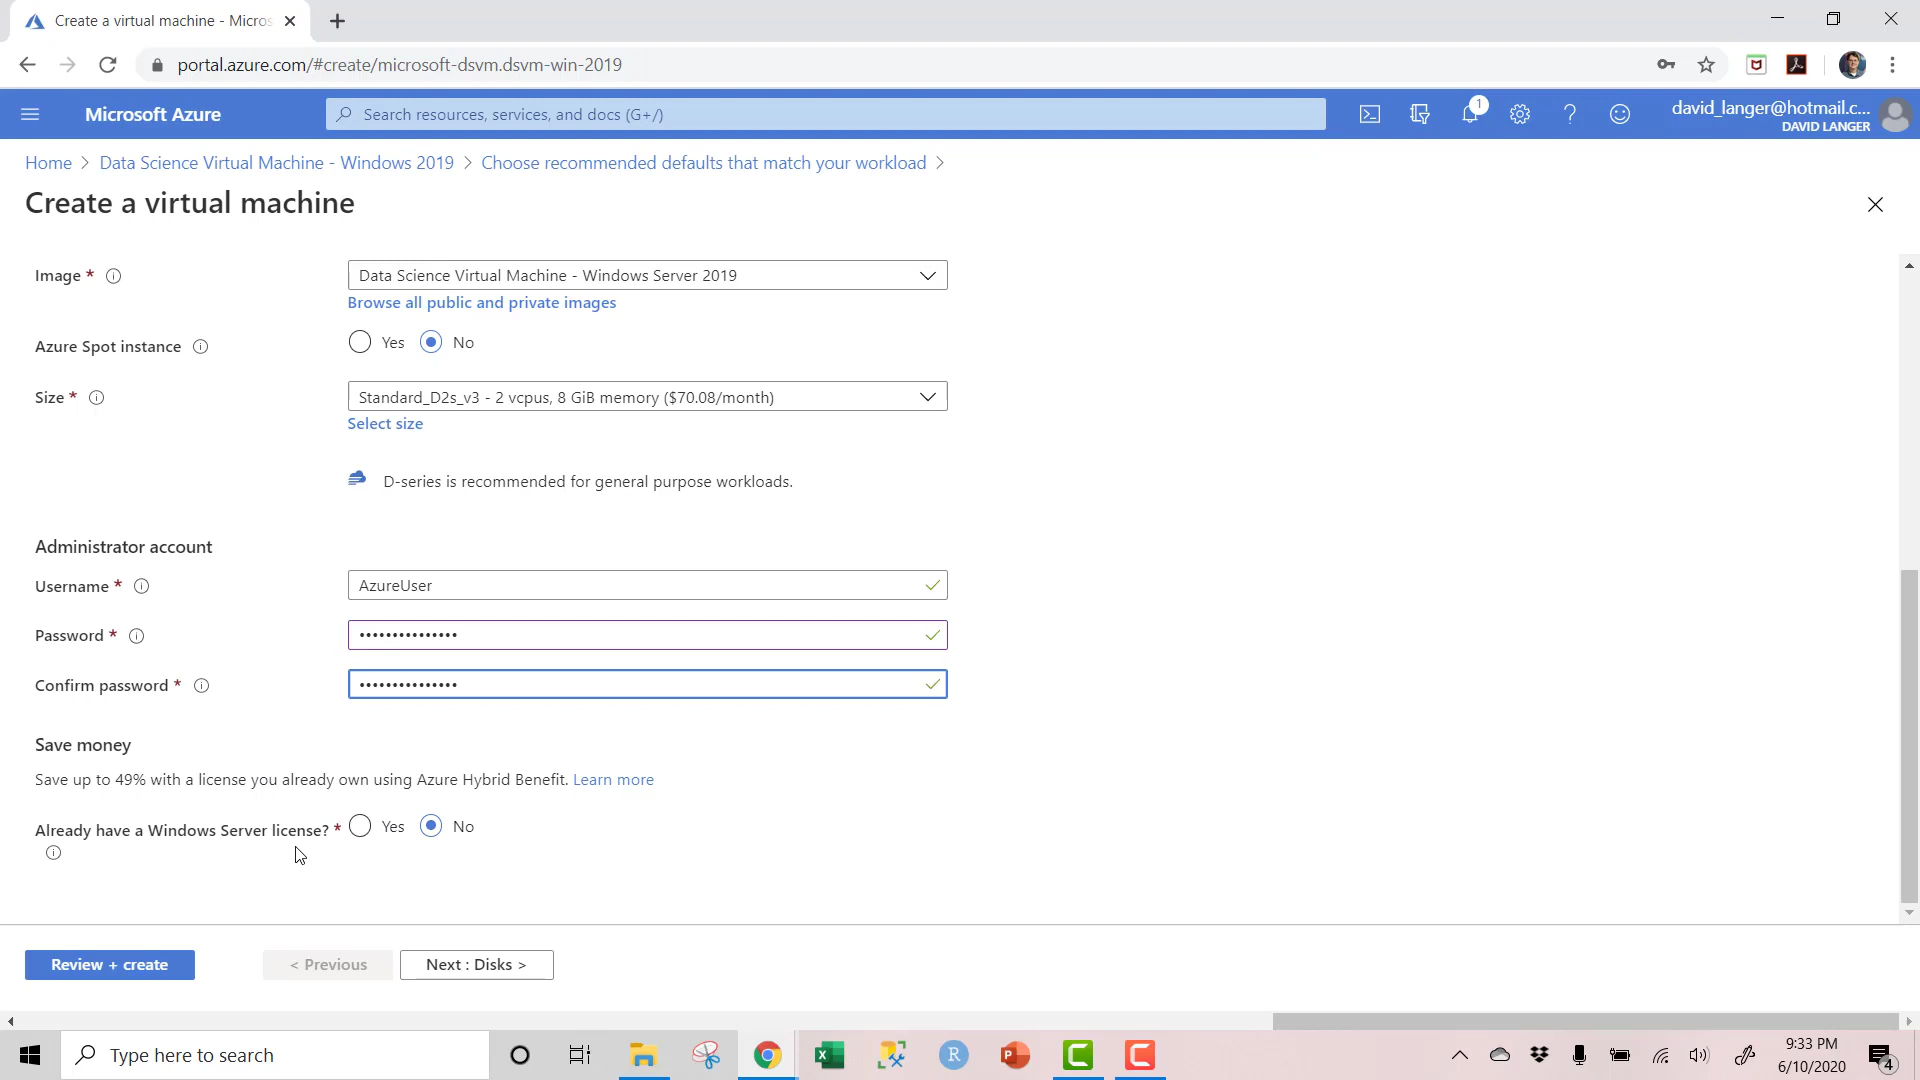 Create a virtual machine - Micros
portal.azure.com/#create/microsoft-dsvm.dsvm-win-2019
Microsoft Azure
Search resources, services, and docs (G+/)
1
david_langer@hotmail.c...
DAVID LANGER
Home > Data Science Virtual Machine - Windows 2019 > Choose recommended defaults that match your workload >
Create a virtual machine
Image *
Data Science Virtual Machine - Windows Server 2019
Browse all public and private images
Azure Spot instance
Yes No
Size *
Standard_D2s_v3 - 2 vcpus, 8 GiB memory ($70.08/month)
Select size
D-series is recommended for general purpose workloads.
Administrator account
Username *
AzureUser
Password *
•••••••••••••••
Confirm password *
•••••••••••••••
Save money
Save up to 49% with a license you already own using Azure Hybrid Benefit. Learn more
Already have a Windows Server license? *
Yes No
Review + create
< Previous
Next : Disks >
Type here to search
9:33 PM
6/10/2020
4